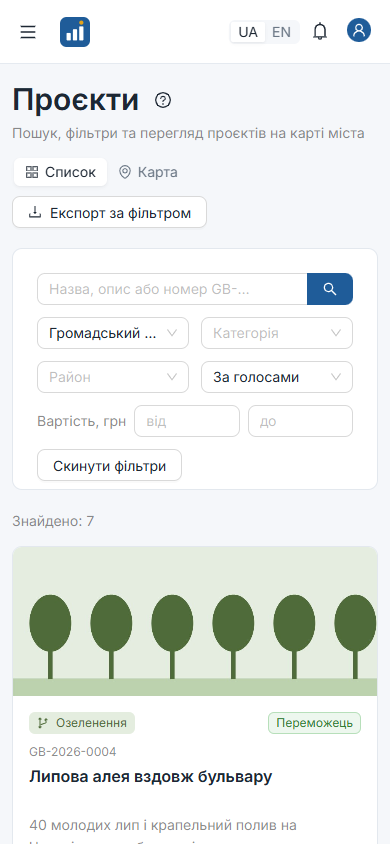 UA EN
Проєкти
Пошук, фільтри та перегляд проєктів на карті міста
Список Карта
Експорт за фільтром
Назва, опис або номер GB-...
Громадський ... Категорія
Район За голосами
Вартість, грн від до
Скинути фільтри
Знайдено: 7
Озеленення Переможець
GB-2026-0004
Липова алея вздовж бульвару
40 молодих лип і крапельний полив на